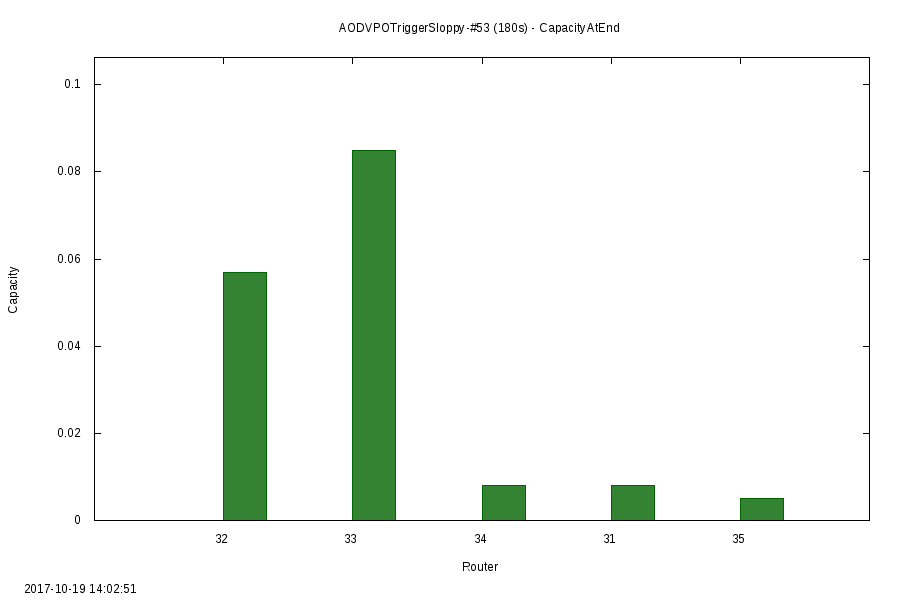 AODVPOTriggerSloppy-#53 (180s) - CapacityAtEnd
0.1
0.08
0.06
0.04
0.02
0
Capacity
32 33 34 31 35
Router
2017-10-19 14:02:51